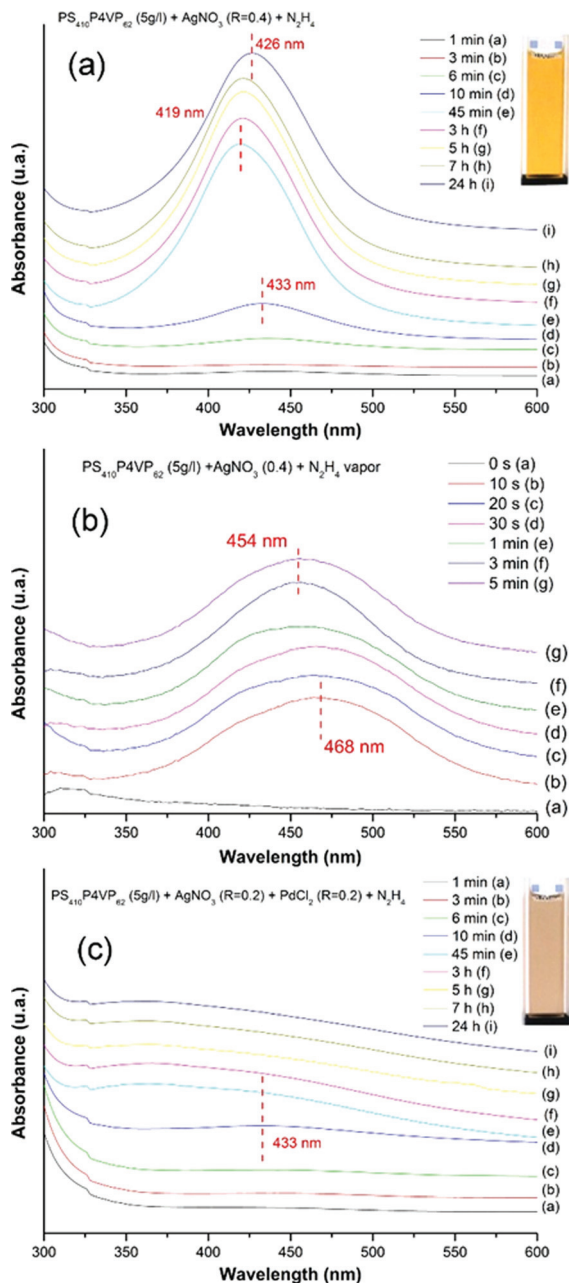 PS₄₁₀P4VP₆₂ (5g/l) + AgNO₃ (R=0.4) + N₂H₄
(a)
426 nm
419 nm
433 nm
1 min (a)
3 min (b)
6 min (c)
10 min (d)
45 min (e)
3 h (f)
5 h (g)
7 h (h)
24 h (i)
(i)
(h)
(g)
(f)
(e)
(d)
(c)
(b)
(a)
Absorbance (u.a.)
300 350 400 450 500 550 600
Wavelength (nm)
PS₄₁₀P4VP₆₂ (5g/l) +AgNO₃ (0.4) + N₂H₄ vapor
(b)
454 nm
468 nm
0 s (a)
10 s (b)
20 s (c)
30 s (d)
1 min (e)
3 min (f)
5 min (g)
(g)
(f)
(e)
(d)
(c)
(b)
(a)
Absorbance (u.a.)
300 350 400 450 500 550 600
Wavelength (nm)
PS₄₁₀P4VP₆₂ (5g/l) + AgNO₃ (R=0.2) + PdCl₂ (R=0.2) + N₂H₄
(c)
433 nm
1 min (a)
3 min (b)
6 min (c)
10 min (d)
45 min (e)
3 h (f)
5 h (g)
7 h (h)
24 h (i)
(i)
(h)
(g)
(f)
(e)
(d)
(c)
(b)
(a)
Absorbance (u.a.)
300 350 400 450 500 550 600
Wavelength (nm)